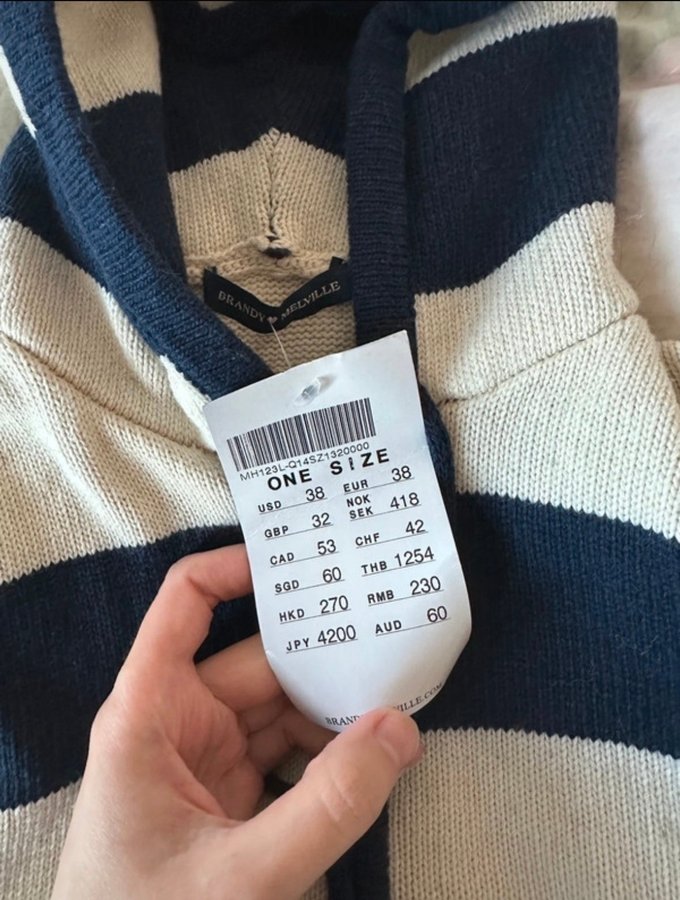 BRANDY MELVILLE
MH123L-Q14SZ1320000
ONE SIZE
USD 38 EUR 38
GBP 32 NOK SEK 418
CAD 53 CHF 42
SGD 60 THB 1254
HKD 270 RMB 230
JPY 4200 AUD 60